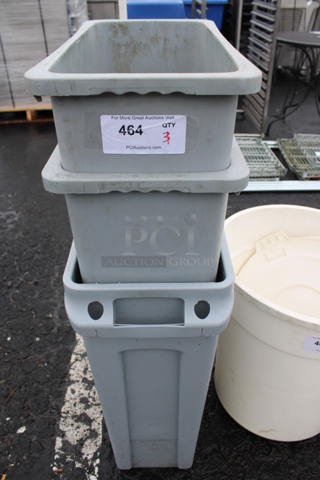 For More Great Auctions Visit
464
QTY
3
PCIAuctions.com
PCI
AUCTION GROUP